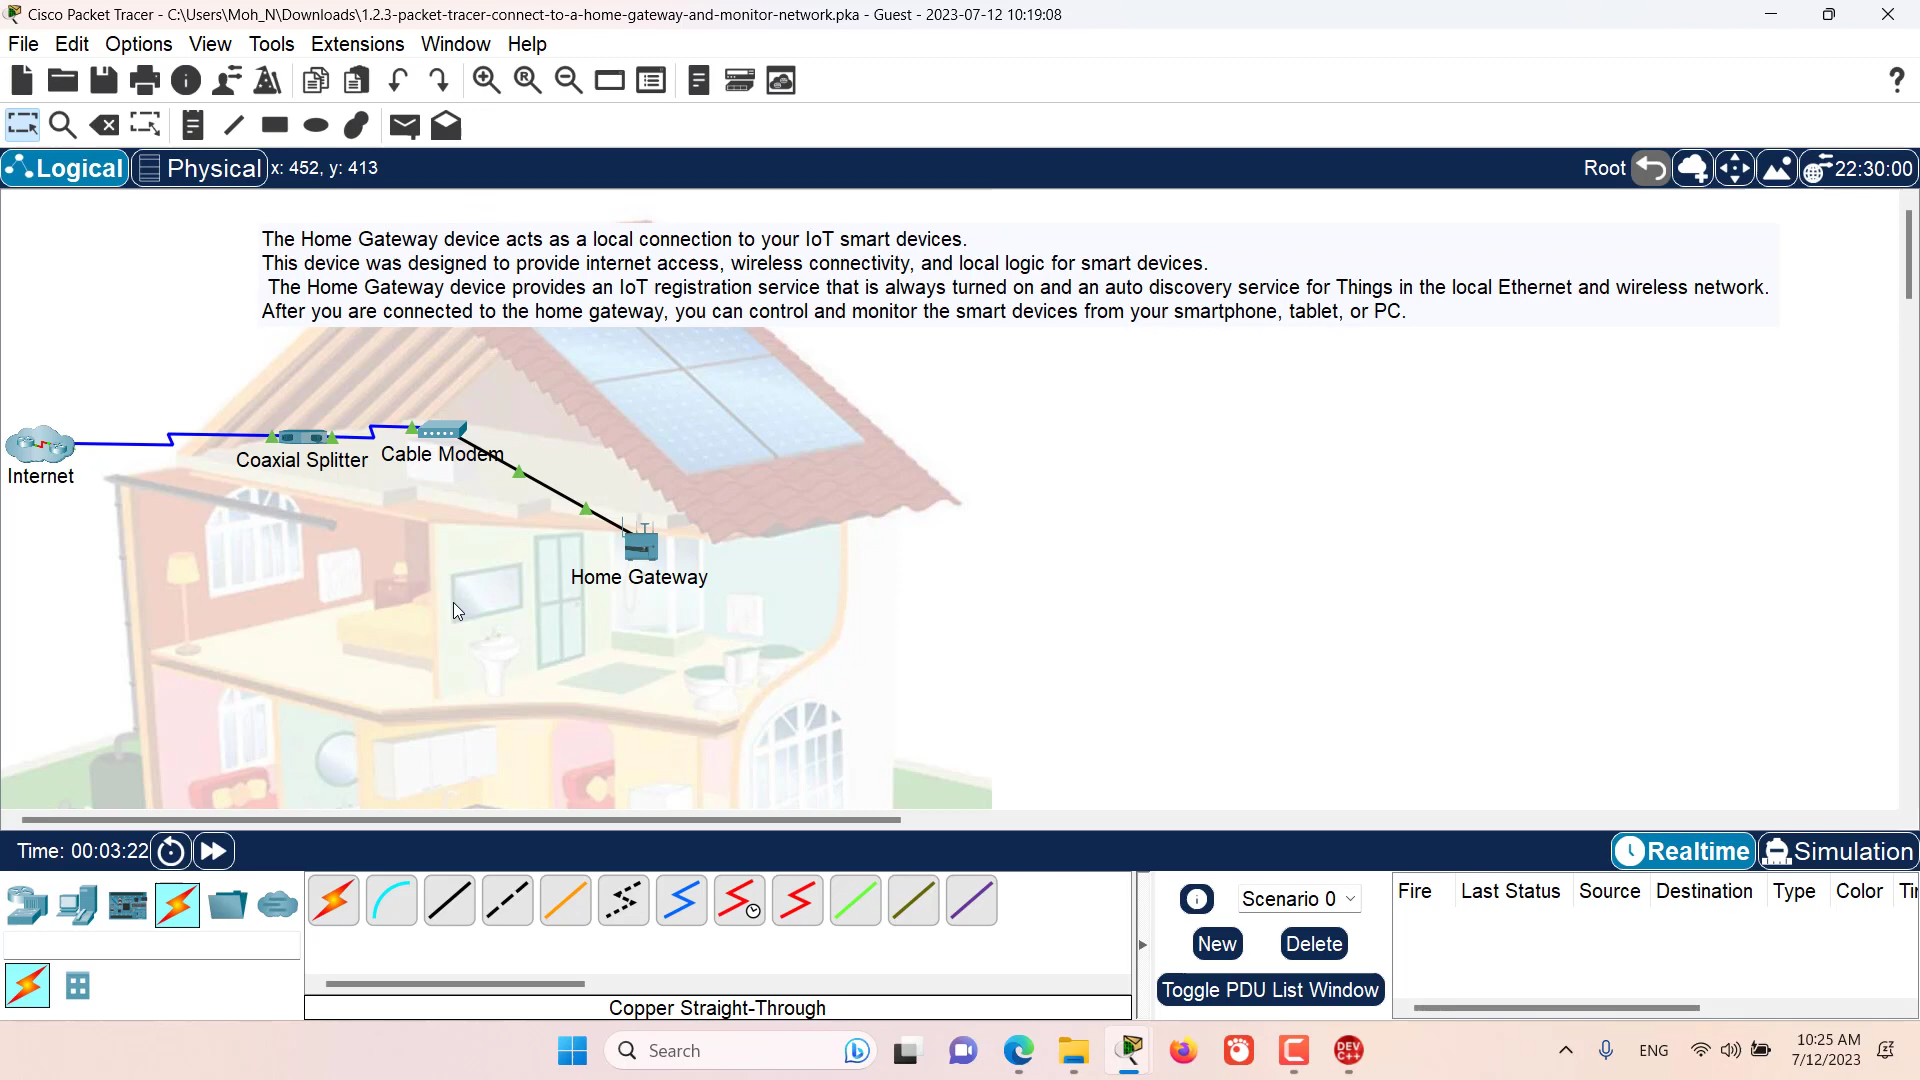 Cisco Packet Tracer - C:\Users\Moh_N\Downloads\1.2.3-packet-tracer-connect-to-a-home-gateway-and-monitor-network.pka - Guest - 2023-07-12 10:19:08
File Edit Options View Tools Extensions Window Help
Logical Physical x: 452, y: 413 Root 22:30:00
The Home Gateway device acts as a local connection to your IoT smart devices.
This device was designed to provide internet access, wireless connectivity, and local logic for smart devices.
The Home Gateway device provides an IoT registration service that is always turned on and an auto discovery service for Things in the local Ethernet and wireless network.
After you are connected to the home gateway, you can control and monitor the smart devices from your smartphone, tablet, or PC.
Internet
Coaxial Splitter
Cable Modem
Home Gateway
Time: 00:03:22 Realtime Simulation
Scenario 0
New Delete
Toggle PDU List Window
Fire Last Status Source Destination Type Color
Copper Straight-Through
Search
DEV C++
ENG
10:25 AM
7/12/2023